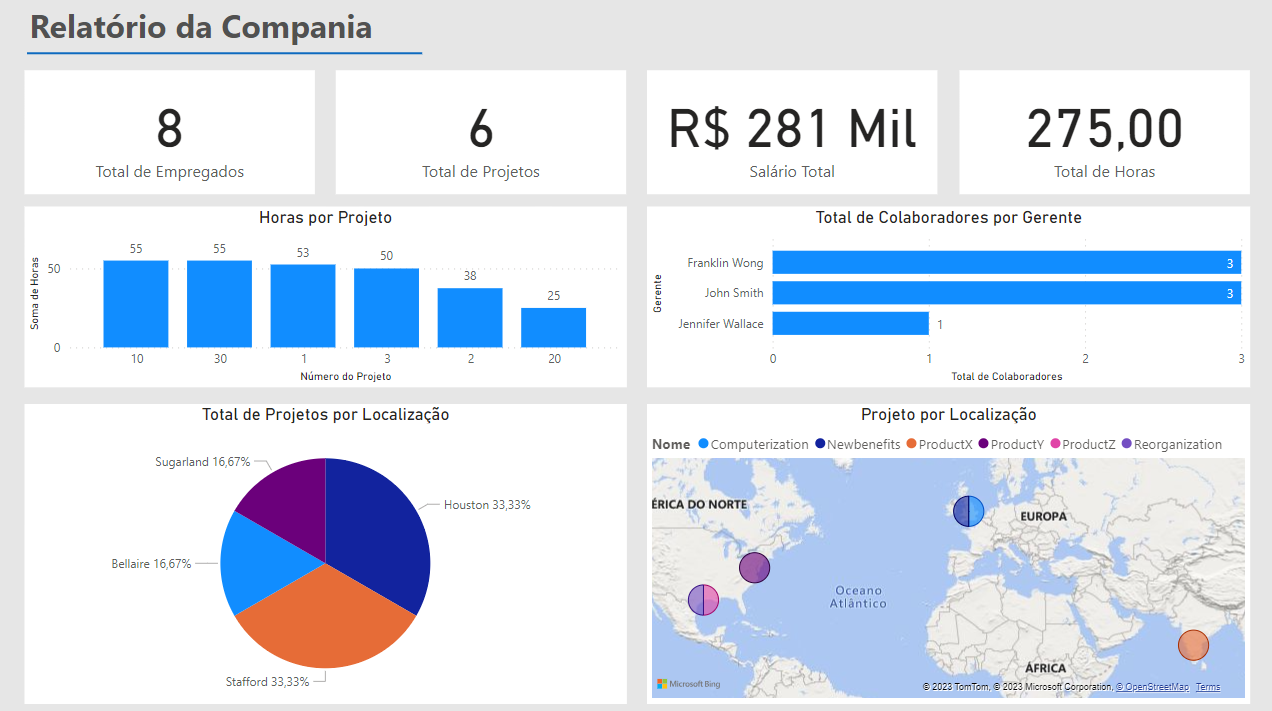 Relatório da Compania
8
Total de Empregados
6
Total de Projetos
R$ 281 Mil
Salário Total
275,00
Total de Horas
Horas por Projeto
Soma de Horas
50
0
55
55
53
50
38
25
10
30
1
3
2
20
Número do Projeto
Total de Colaboradores por Gerente
Gerente
Franklin Wong
3
John Smith
3
Jennifer Wallace
1
0
1
2
3
Total de Colaboradores
Total de Projetos por Localização
Sugarland 16,67%
Houston 33,33%
Bellaire 16,67%
Stafford 33,33%
Projeto por Localização
Nome Computerization Newbenefits ProductX ProductY ProductZ Reorganization
ÉRICA DO NORTE
EUROPA
Oceano
Atlântico
ÁFRICA
Microsoft Bing
© 2023 TomTom, © 2023 Microsoft Corporation, © OpenStreetMap Terms